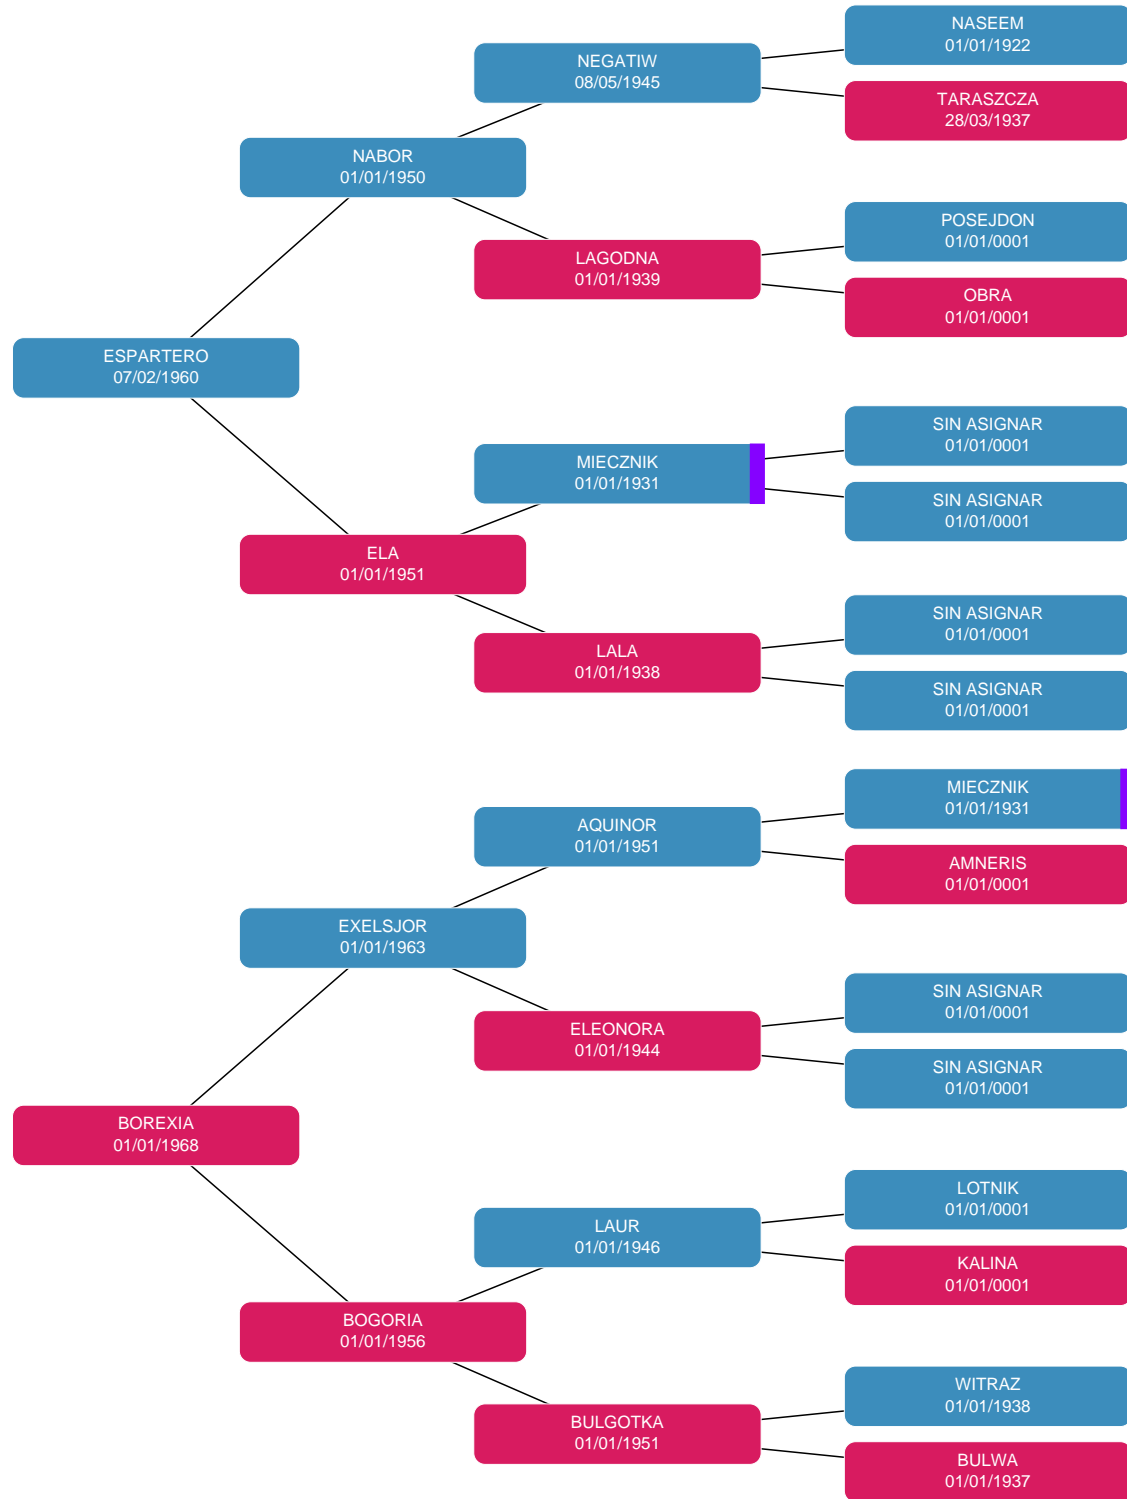 NASEEM
01/01/1922
NEGATIW
08/05/1945
TARASZCZA
28/03/1937
NABOR
01/01/1950
POSEJDON
01/01/0001
LAGODNA
01/01/1939
OBRA
01/01/0001
ESPARTERO
07/02/1960
SIN ASIGNAR
01/01/0001
MIECZNIK
01/01/1931
SIN ASIGNAR
01/01/0001
ELA
01/01/1951
SIN ASIGNAR
01/01/0001
LALA
01/01/1938
SIN ASIGNAR
01/01/0001
MIECZNIK
01/01/1931
AQUINOR
01/01/1951
AMNERIS
01/01/0001
EXELSJOR
01/01/1963
SIN ASIGNAR
01/01/0001
ELEONORA
01/01/1944
SIN ASIGNAR
01/01/0001
BOREXIA
01/01/1968
LOTNIK
01/01/0001
LAUR
01/01/1946
KALINA
01/01/0001
BOGORIA
01/01/1956
WITRAZ
01/01/1938
BULGOTKA
01/01/1951
BULWA
01/01/1937